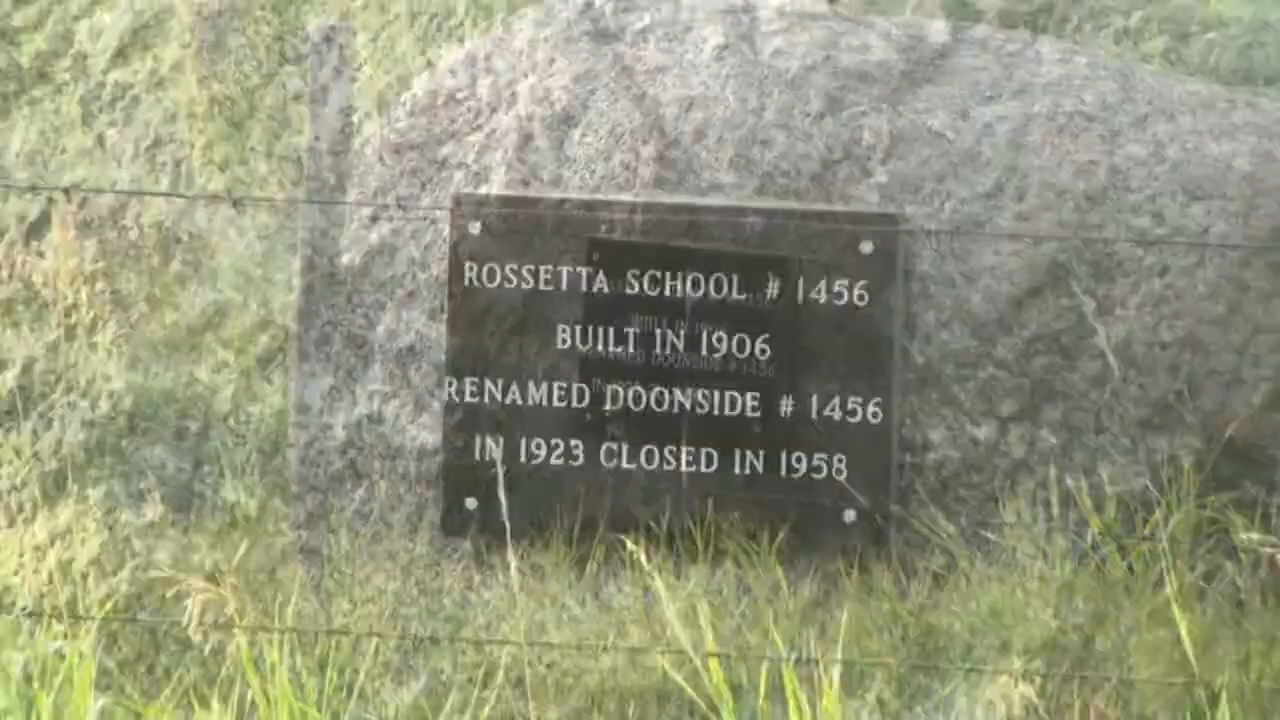 ROSSETTA SCHOOL # 1456
BUILT IN 1906
RENAMED DOONSIDE # 1456
IN 1923 CLOSED IN 1958